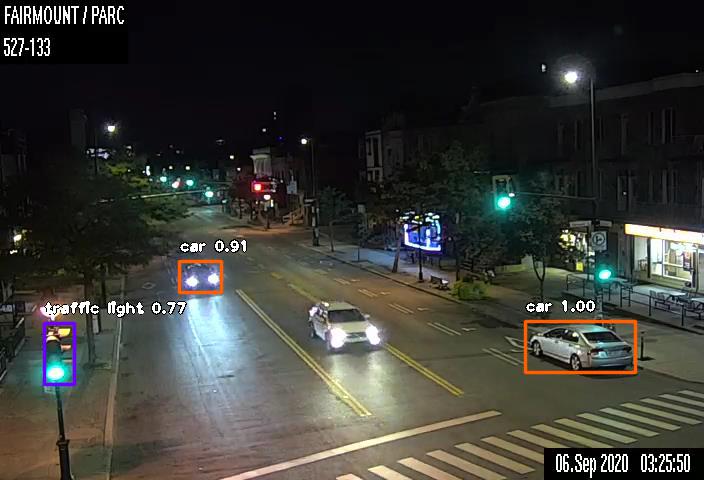 FAIRMOUNT / PARC
527-133
car 0.91
traffic light 0.77
car 1.00
06.Sep 2020 03:25:50